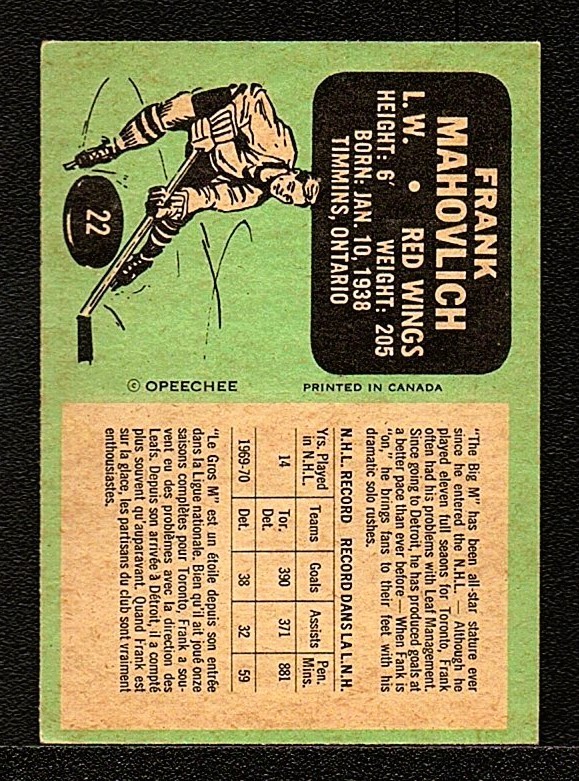 22
FRANK
MAHOVLICH
L. W. • RED WINGS
HEIGHT: 6' WEIGHT: 205
BORN: JAN. 10, 1938
TIMMINS, ONTARIO
© OPEECHEE PRINTED IN CANADA
"The Big M" has been all-star stature ever
since he entered the N.H.L. — Although he
played eleven full seasons for Toronto, Frank
often had his problems with Leaf Management.
Since going to Detroit, he has produced goals at
a better pace than ever before — When Fank is
"on," he brings fans to their feet with his
dramatic solo rushes.
N.H.L. RECORD RECORD DANS LA L.N.H.
Yrs. Played in N.H.L. Teams Goals Assists Pen. Mins.
14 Tor. Det. 390 371 881
1969-70 Det. 38 32 59
"Le Gros M" est un étoile depuis son entrée
dans la Ligue nationale. Bien qu'il ait joué onze
saisons complètes pour Toronto, Frank a sou-
vent eu des problèmes avec la direction des
Leafs. Depuis son arrivée à Détroit, il a compté
plus souvent qu'auparavant. Quand Frank est
sur la glace, les partisans du club sont vraiment
enthousiastes.